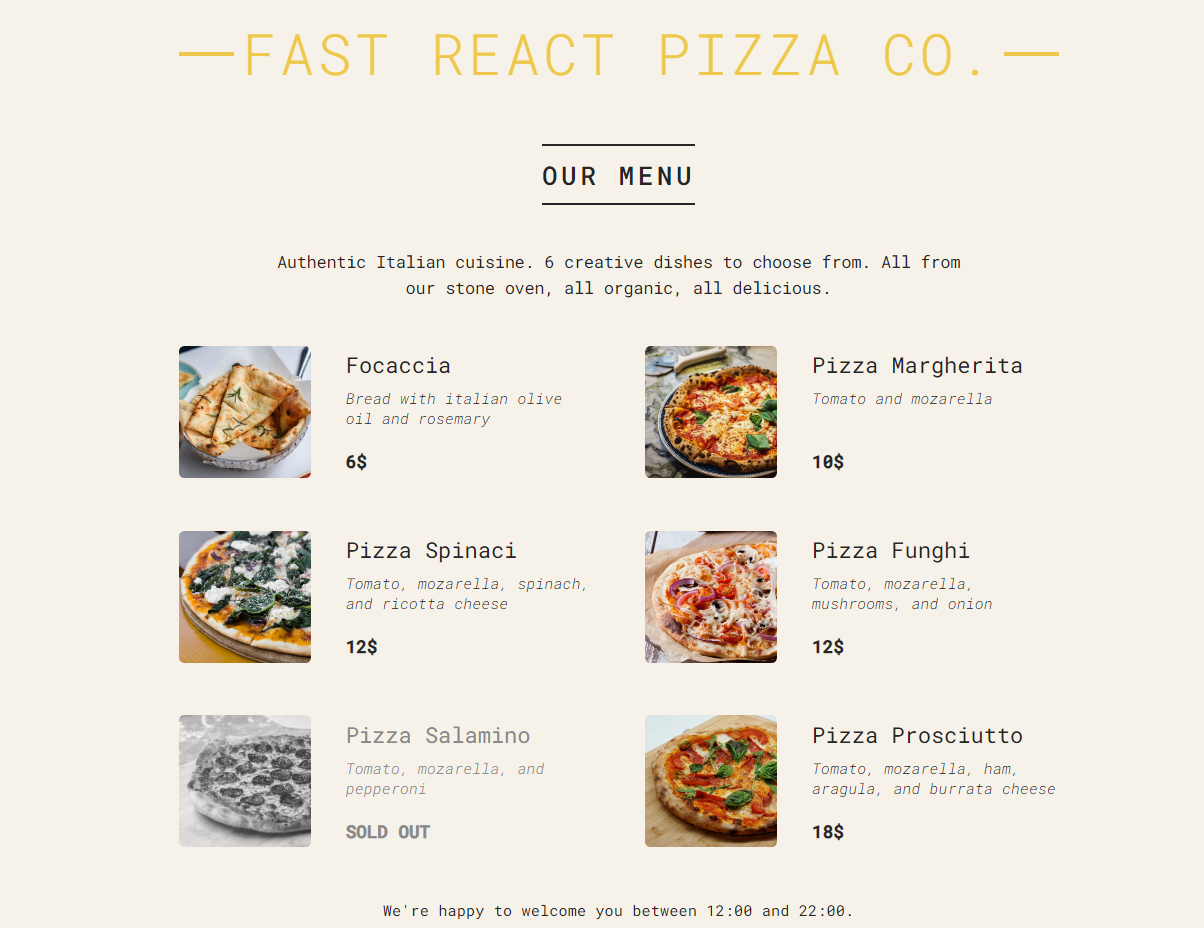 FAST REACT PIZZA CO.
OUR MENU
Authentic Italian cuisine. 6 creative dishes to choose from. All from
our stone oven, all organic, all delicious.
Focaccia
Bread with italian olive
oil and rosemary
6$
Pizza Margherita
Tomato and mozarella
10$
Pizza Spinaci
Tomato, mozarella, spinach,
and ricotta cheese
12$
Pizza Funghi
Tomato, mozarella,
mushrooms, and onion
12$
Pizza Salamino
Tomato, mozarella, and
pepperoni
SOLD OUT
Pizza Prosciutto
Tomato, mozarella, ham,
aragula, and burrata cheese
18$
We're happy to welcome you between 12:00 and 22:00.